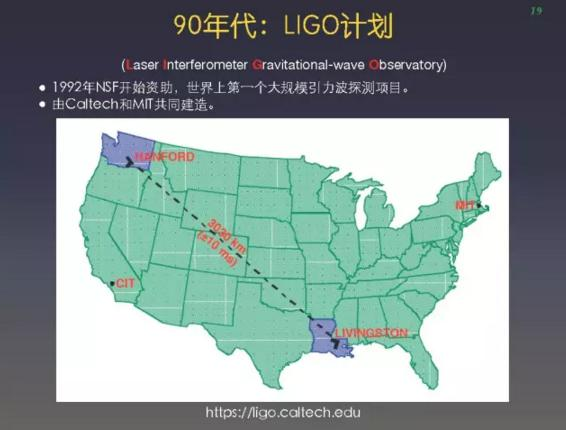 19
90年代：LIGO计划
(Laser Interferometer Gravitational-wave Observatory)
● 1992年NSF开始资助，世界上第一个大规模引力波探测项目。
● 由Caltech和MIT共同建造。
HANFORD
MIT
3030 km
(±10 ms)
CIT
LIVINGSTON
https://ligo.caltech.edu